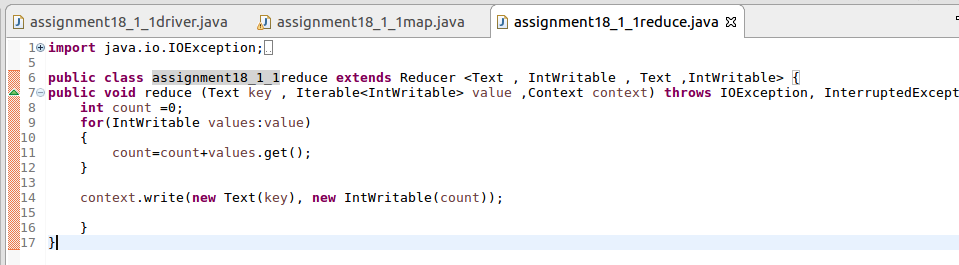 assignment18_1_1driver.java assignment18_1_1map.java assignment18_1_1reduce.java
1 import java.io.IOException;
5
6 public class assignment18_1_1reduce extends Reducer <Text , IntWritable , Text ,IntWritable> {
7 public void reduce (Text key , Iterable<IntWritable> value ,Context context) throws IOException, InterruptedExcept
8 int count =0;
9 for(IntWritable values:value)
10 {
11 count=count+values.get();
12 }
13
14 context.write(new Text(key), new IntWritable(count));
15
16 }
17 }